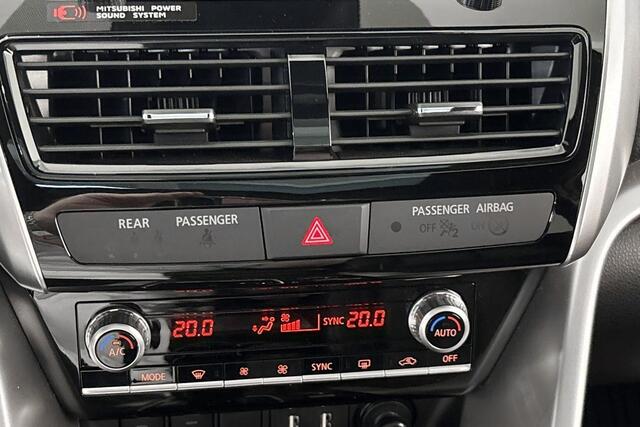 MITSUBISHI POWER
SOUND SYSTEM
REAR PASSENGER
PASSENGER AIRBAG
OFF 2 ON
20.0 SYNC 20.0
A/C
AUTO
MODE SYNC OFF